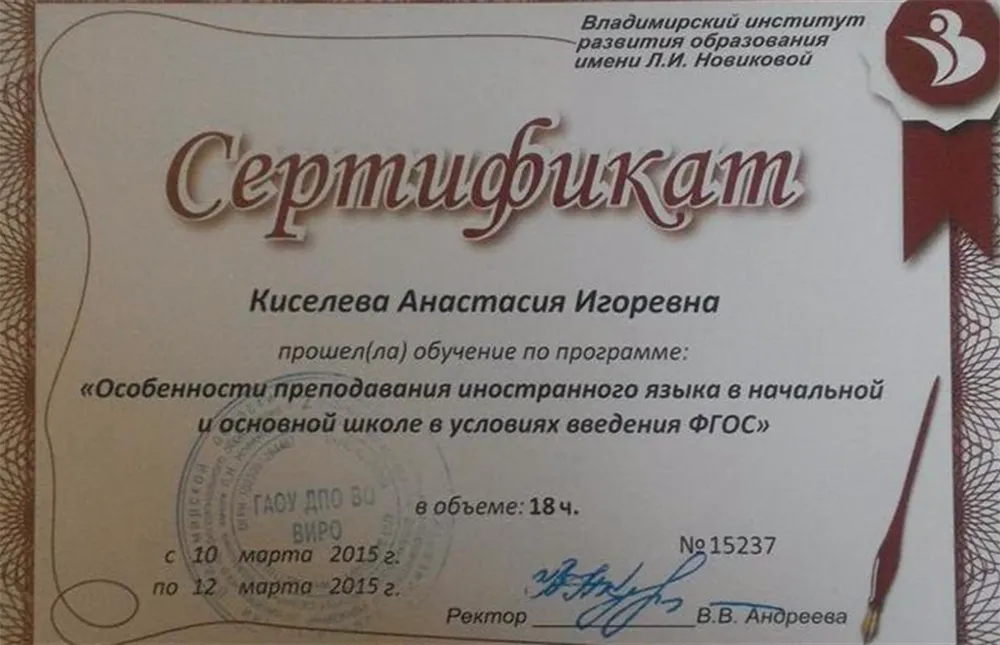 Владимирский институт
развития образования
имени Л.И. Новиковой
Сертификат
Киселева Анастасия Игоревна
прошел(ла) обучение по программе:
«Особенности преподавания иностранного языка в начальной
и основной школе в условиях введения ФГОС»
в объеме: 18 ч.
ГАОУ ДПО ВО
ВИРО
№15237
с 10 марта 2015 г.
по 12 марта 2015 г.
Ректор В.В. Андреева